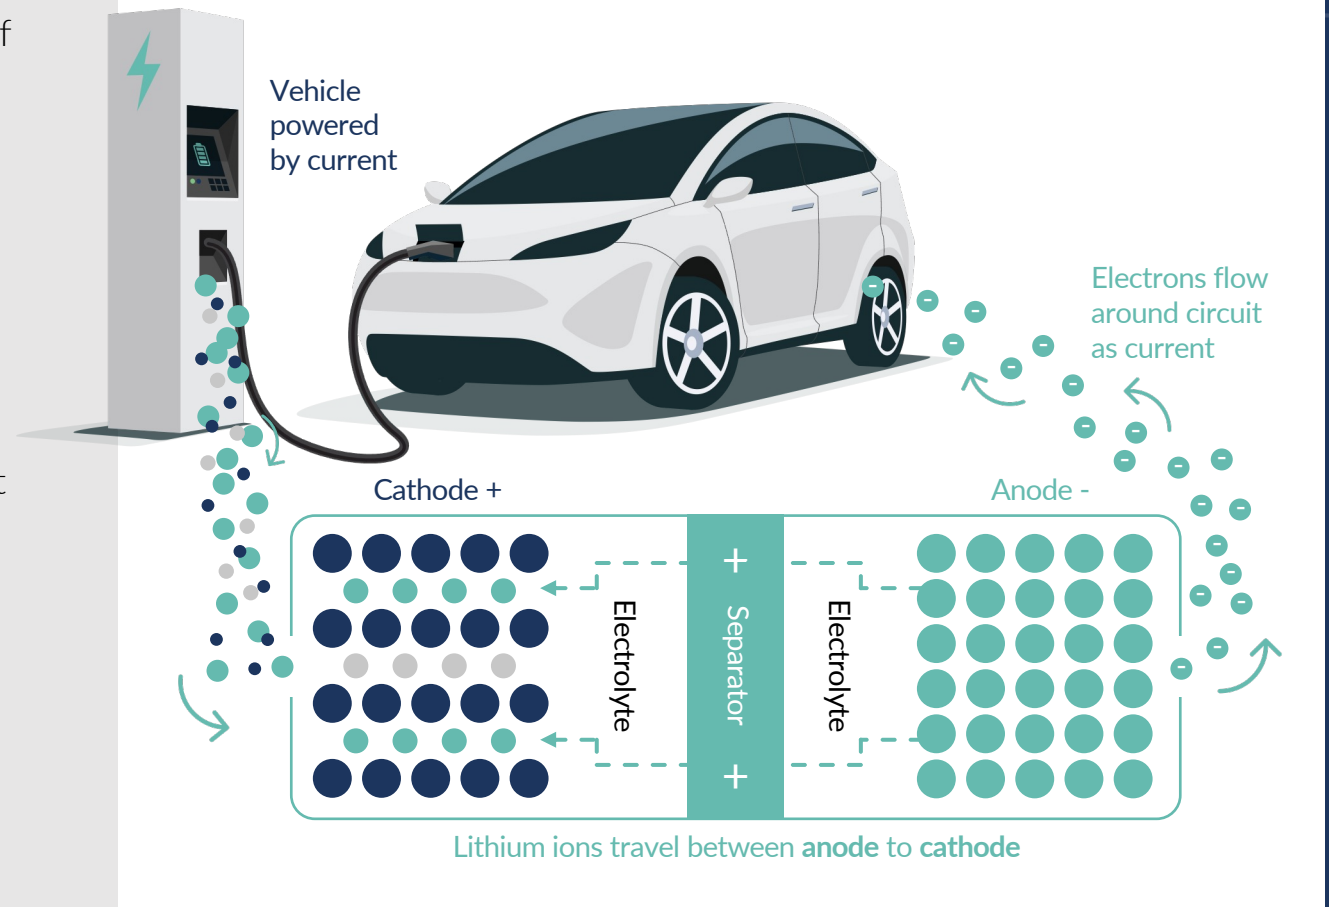 f
t
Vehicle
powered
by current
Electrons flow
around circuit
as current
Cathode +
Anode -
Electrolyte
+
Separator
+
Electrolyte
Lithium ions travel between anode to cathode